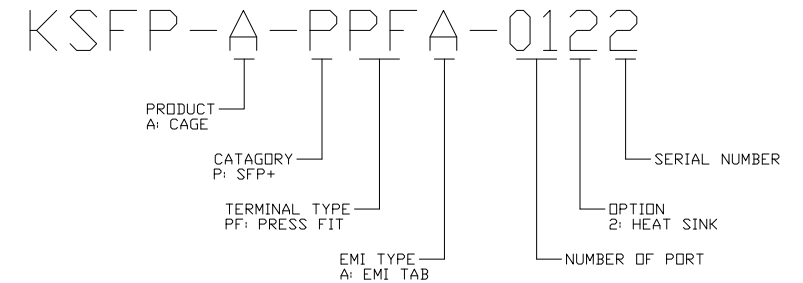 KSFP-A-PPFA-0122
PRODUCT
A: CAGE
CATAGORY
P: SFP+
SERIAL NUMBER
TERMINAL TYPE
PF: PRESS FIT
OPTION
2: HEAT SINK
EMI TYPE
A: EMI TAB
NUMBER OF PORT